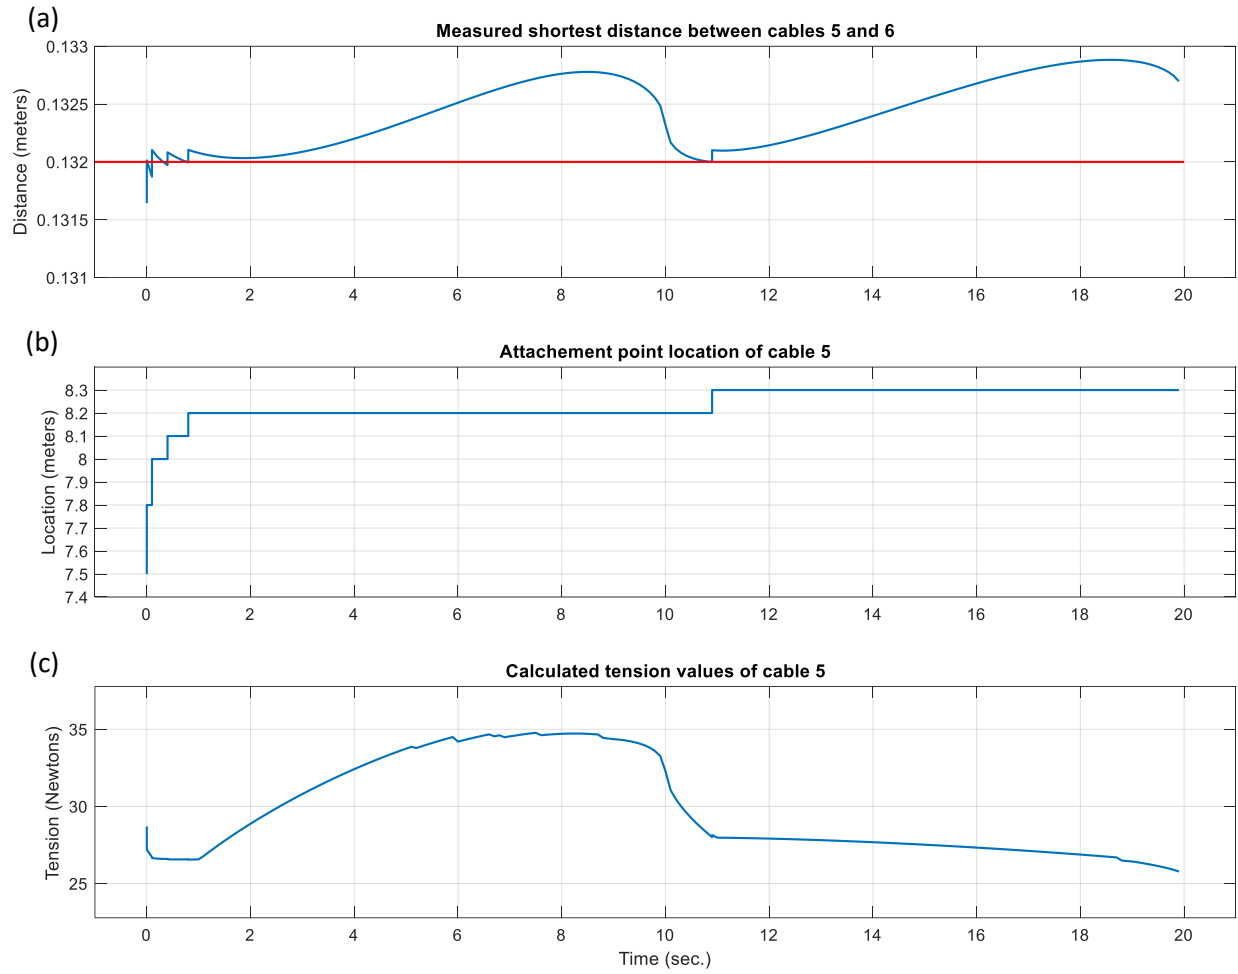 (a)
Measured shortest distance between cables 5 and 6
Distance (meters)
0.133
0.1325
0.132
0.1315
0.131
0 2 4 6 8 10 12 14 16 18 20
(b)
Attachement point location of cable 5
Location (meters)
8.3
8.2
8.1
8
7.9
7.8
7.7
7.6
7.5
7.4
0 2 4 6 8 10 12 14 16 18 20
(c)
Calculated tension values of cable 5
Tension (Newtons)
35
30
25
0 2 4 6 8 10 12 14 16 18 20
Time (sec.)